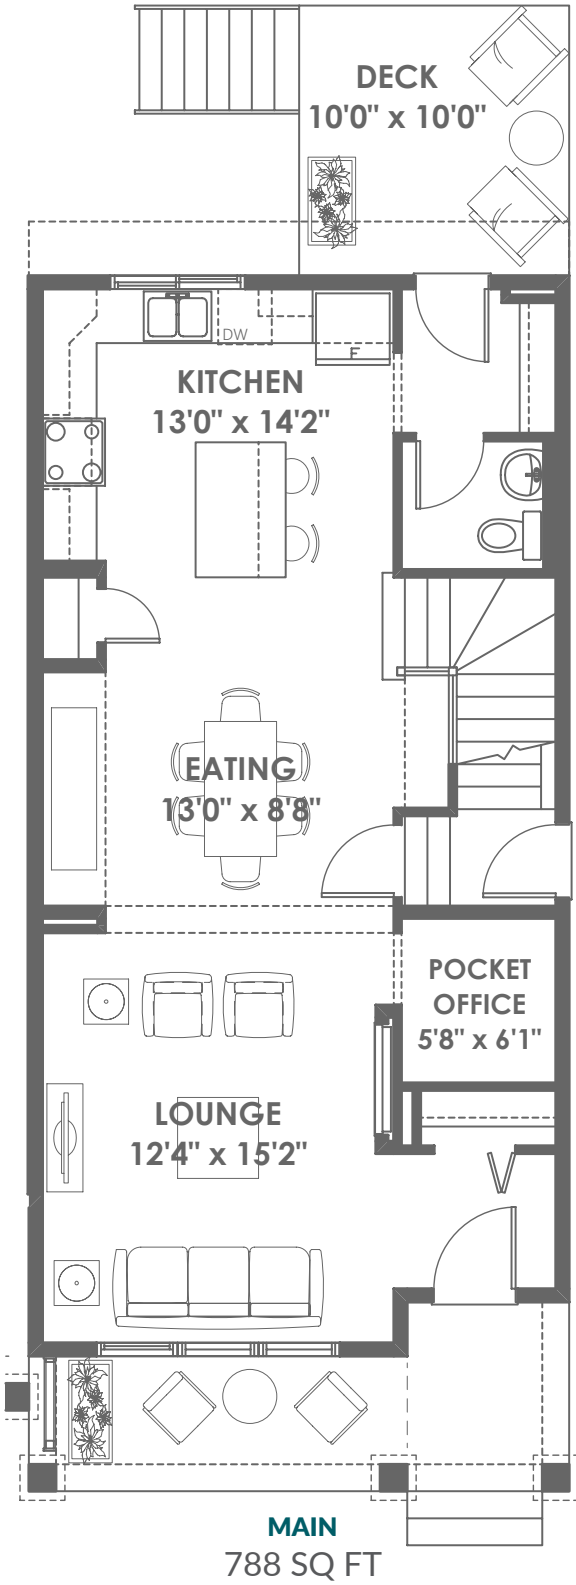 DECK
10'0" x 10'0"
DW
F
KITCHEN
13'0" x 14'2"
EATING
13'0" x 8'8"
POCKET
OFFICE
5'8" x 6'1"
LOUNGE
12'4" x 15'2"
MAIN
788 SQ FT